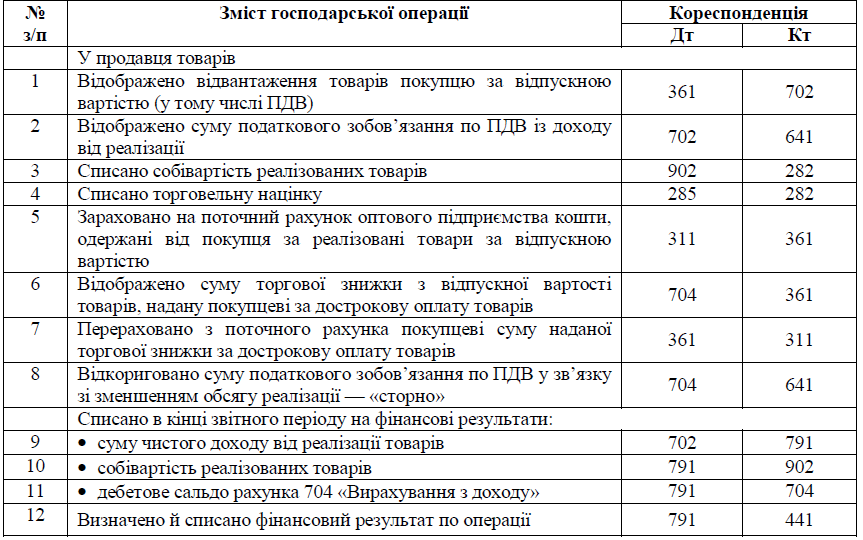 № з/п Зміст господарської операції Кореспонденція
Дт Кт
У продавця товарів
1 Відображено відвантаження товарів покупцю за відпускною
вартістю (у тому числі ПДВ) 361 702
2 Відображено суму податкового зобов’язання по ПДВ із доходу
від реалізації 702 641
3 Списано собівартість реалізованих товарів 902 282
4 Списано торговельну націнку 285 282
5 Зараховано на поточний рахунок оптового підприємства кошти,
одержані від покупця за реалізовані товари за відпускною
вартістю 311 361
6 Відображено суму торгової знижки з відпускної вартості
товарів, надану покупцеві за дострокову оплату товарів 704 361
7 Перераховано з поточного рахунка покупцеві суму наданої
торгової знижки за дострокову оплату товарів 361 311
8 Відкориговано суму податкового зобов’язання по ПДВ у зв’язку
зі зменшенням обсягу реалізації — «сторно» 704 641
Списано в кінці звітного періоду на фінансові результати:
9 • суму чистого доходу від реалізації товарів 702 791
10 • собівартість реалізованих товарів 791 902
11 • дебетове сальдо рахунка 704 «Вирахування з доходу» 791 704
12 Визначено й списано фінансовий результат по операції 791 441